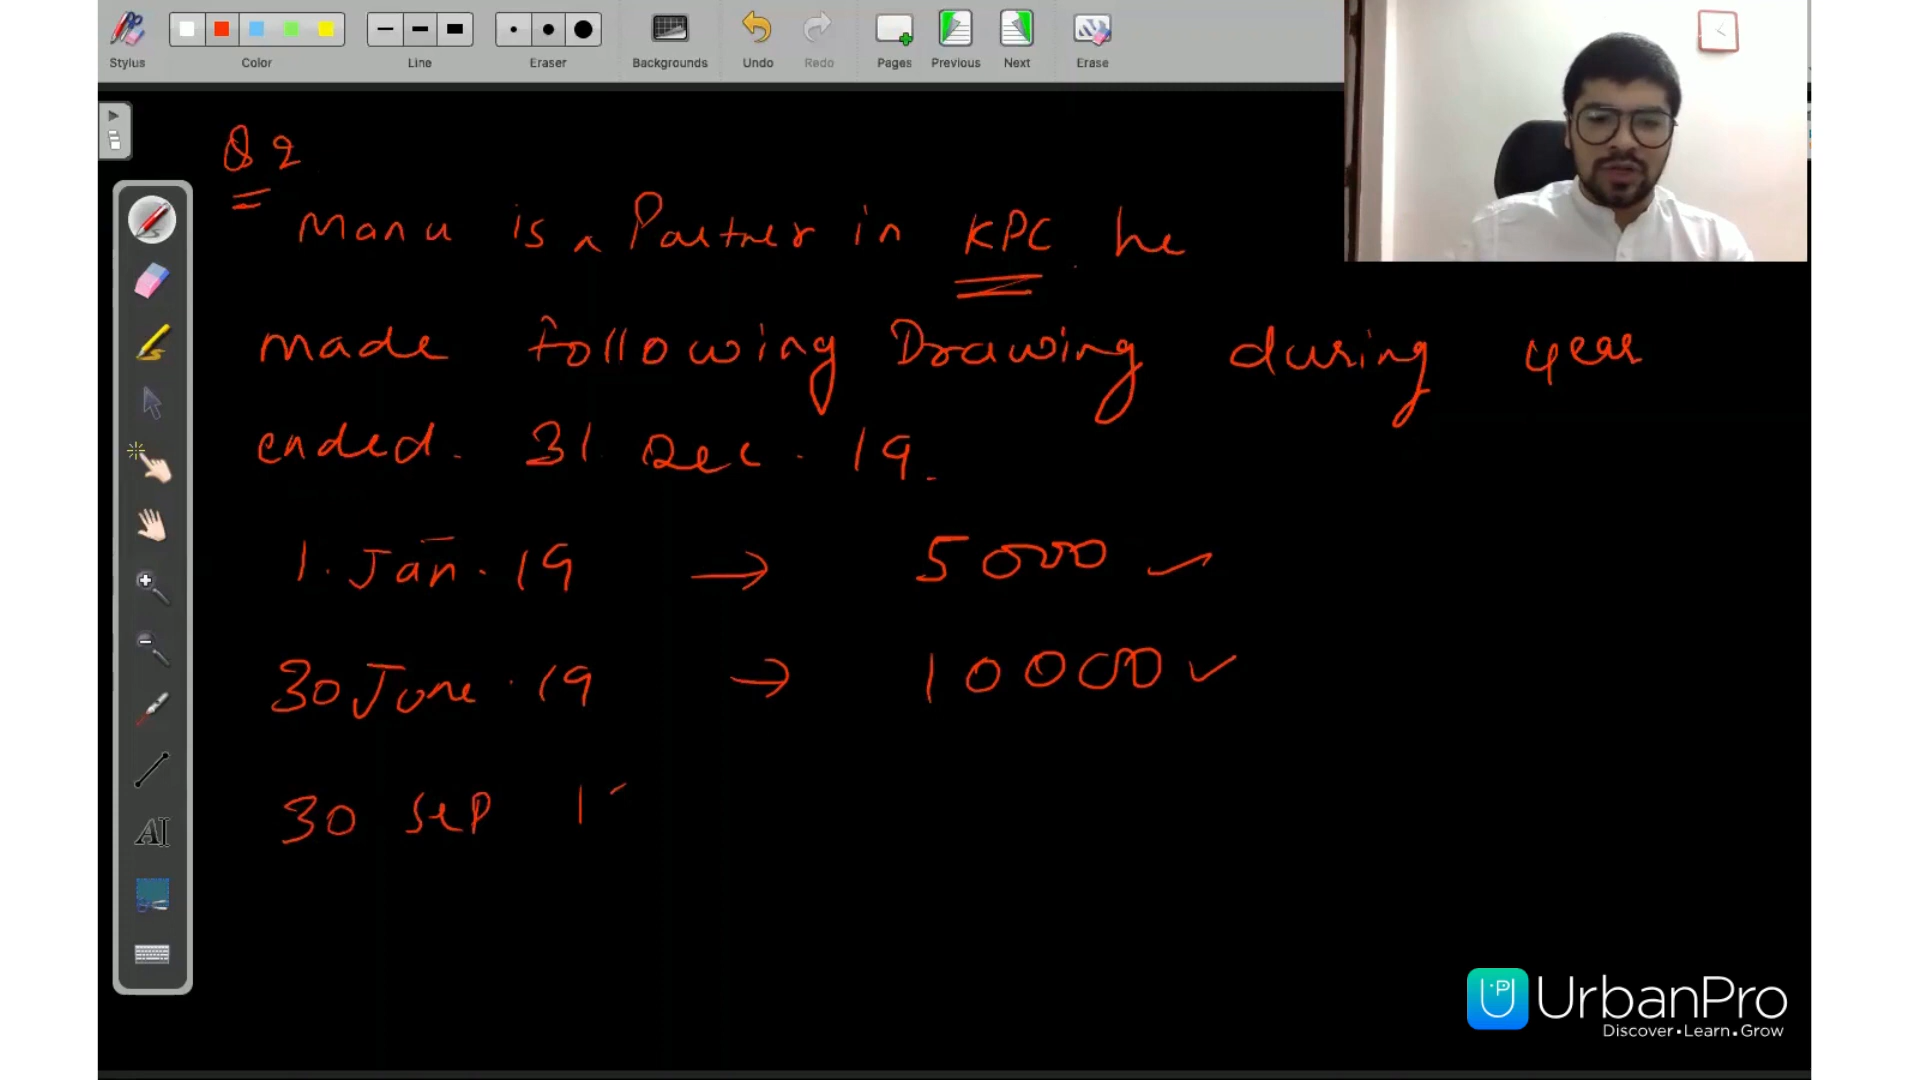 Stylus
Color
Line
Eraser
Backgrounds
Undo
Redo
Pages
Previous
Next
Erase
Q2
Manu is a Partner in KPC. he
made following Drawing during year
ended. 31 Dec. 19.
1. Jan. 19 → 5000 ✓
30 June. 19 → 10000 ✓
30 Sep 1
AI
UrbanPro
Discover•Learn•Grow